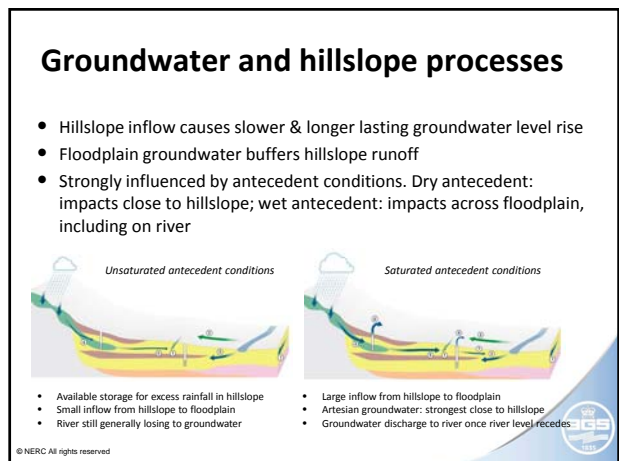 Groundwater and hillslope processes
• Hillslope inflow causes slower & longer lasting groundwater level rise
• Floodplain groundwater buffers hillslope runoff
• Strongly influenced by antecedent conditions. Dry antecedent:
impacts close to hillslope; wet antecedent: impacts across floodplain,
including on river
Unsaturated antecedent conditions
• Available storage for excess rainfall in hillslope
• Small inflow from hillslope to floodplain
• River still generally losing to groundwater
Saturated antecedent conditions
• Large inflow from hillslope to floodplain
• Artesian groundwater: strongest close to hillslope
• Groundwater discharge to river once river level recedes
BGS
© NERC All rights reserved